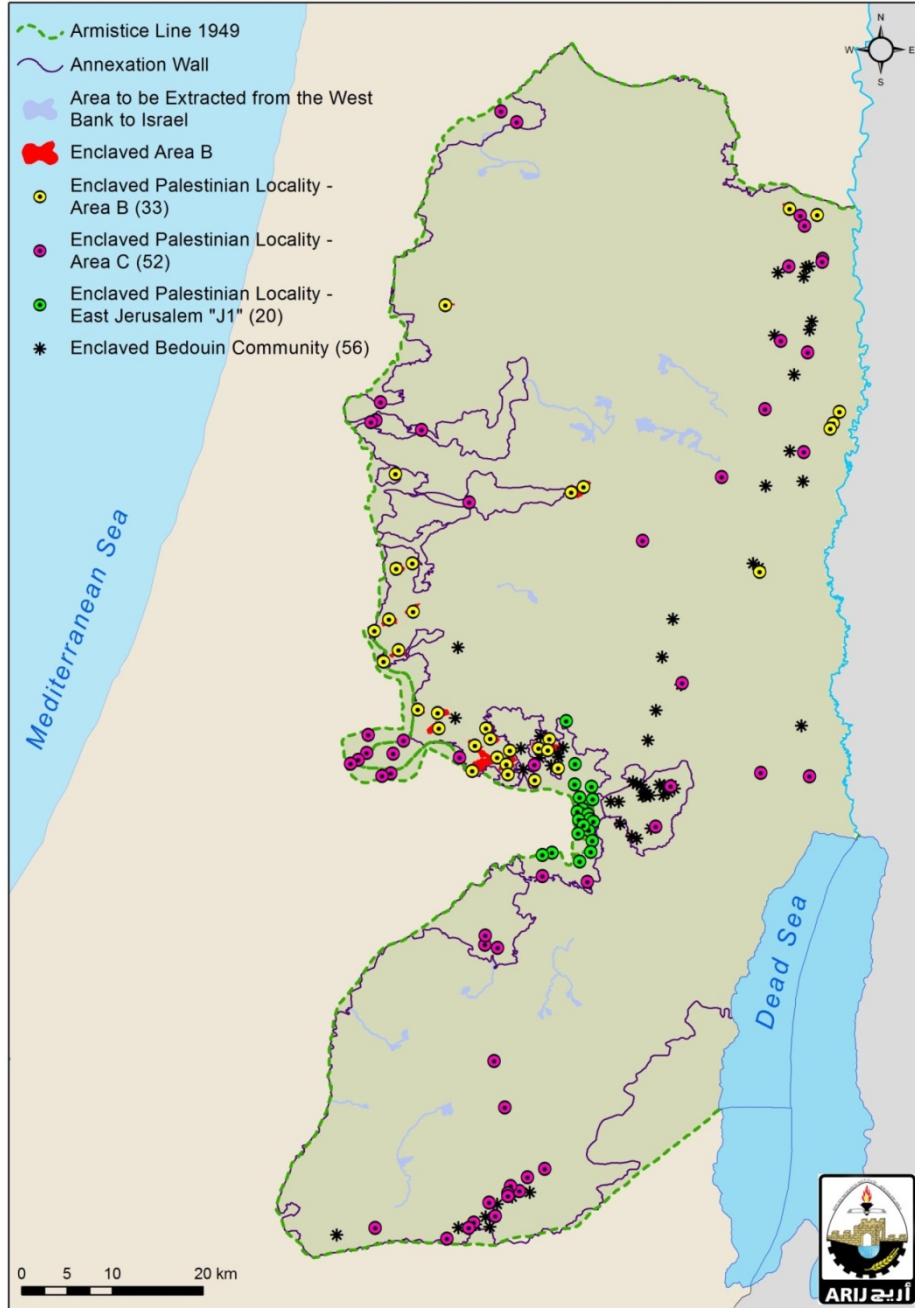 Armistice Line 1949
Annexation Wall
Area to be Extracted from the West
Bank to Israel
Enclaved Area B
Enclaved Palestinian Locality -
Area B (33)
Enclaved Palestinian Locality -
Area C (52)
Enclaved Palestinian Locality -
East Jerusalem "J1" (20)
Enclaved Bedouin Community (56)
N
W
E
S
Mediterranean Sea
Dead Sea
0 5 10 20 km
ARIJ أريج